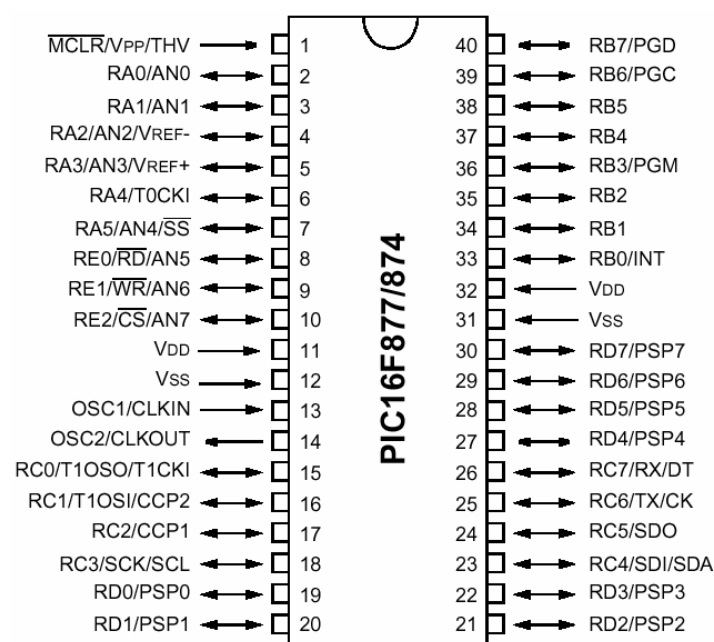 MCLR/VPP/THV 1 40 RB7/PGD
RA0/AN0 2 39 RB6/PGC
RA1/AN1 3 38 RB5
RA2/AN2/VREF- 4 37 RB4
RA3/AN3/VREF+ 5 36 RB3/PGM
RA4/T0CKI 6 35 RB2
RA5/AN4/SS 7 34 RB1
RE0/RD/AN5 8 33 RB0/INT
RE1/WR/AN6 9 32 VDD
RE2/CS/AN7 10 31 VSS
VDD 11 30 RD7/PSP7
VSS 12 29 RD6/PSP6
OSC1/CLKIN 13 28 RD5/PSP5
OSC2/CLKOUT 14 27 RD4/PSP4
RC0/T1OSO/T1CKI 15 26 RC7/RX/DT
RC1/T1OSI/CCP2 16 25 RC6/TX/CK
RC2/CCP1 17 24 RC5/SDO
RC3/SCK/SCL 18 23 RC4/SDI/SDA
RD0/PSP0 19 22 RD3/PSP3
RD1/PSP1 20 21 RD2/PSP2
PIC16F877/874